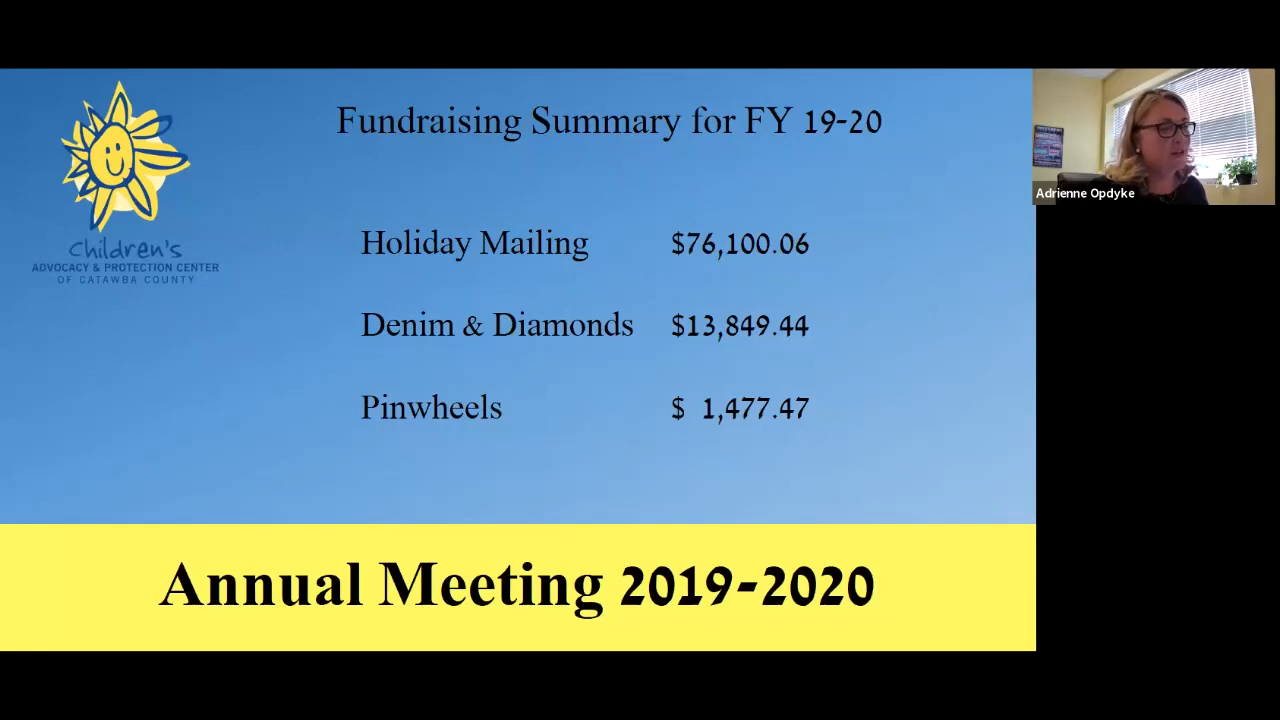 Fundraising Summary for FY 19-20
Children's
ADVOCACY & PROTECTION CENTER
OF CATAWBA COUNTY
Holiday Mailing $76,100.06
Denim & Diamonds $13,849.44
Pinwheels $ 1,477.47
Annual Meeting 2019-2020
Adrienne Opdyke